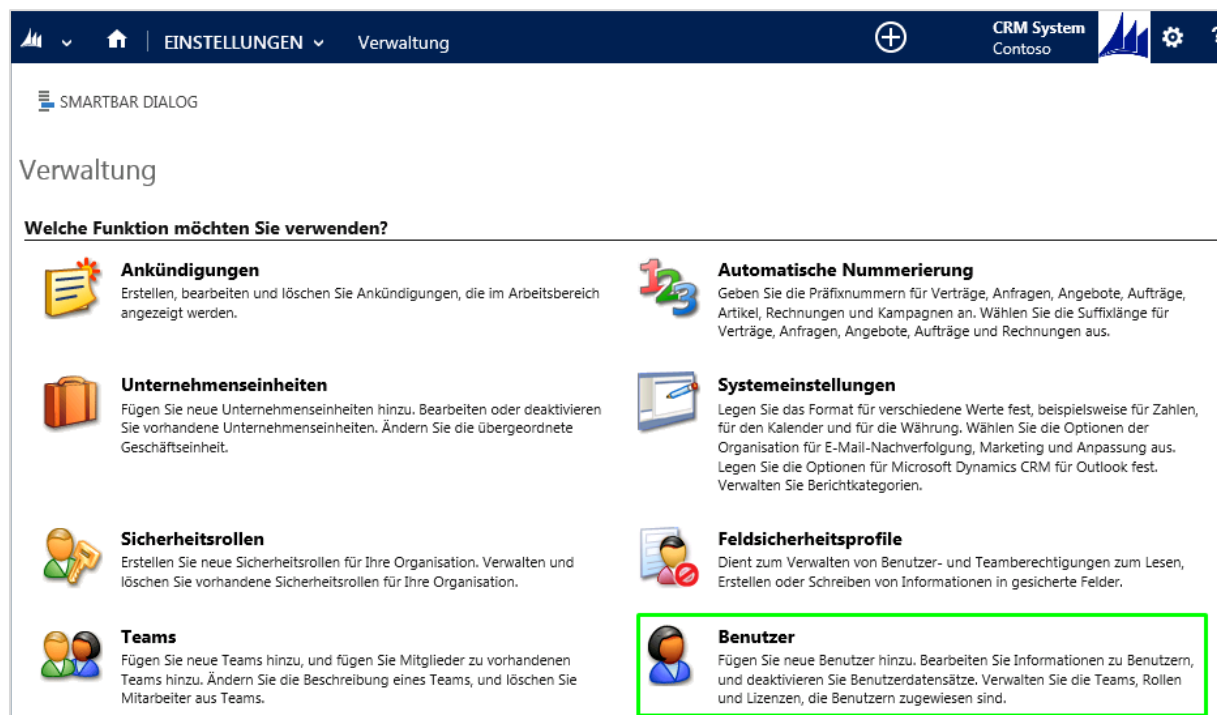 EINSTELLUNGEN Verwaltung
CRM System
Contoso
?
SMARTBAR DIALOG
Verwaltung
Welche Funktion möchten Sie verwenden?
Ankündigungen
Erstellen, bearbeiten und löschen Sie Ankündigungen, die im Arbeitsbereich
angezeigt werden.
Automatische Nummerierung
123
Geben Sie die Präfixnummern für Verträge, Anfragen, Angebote, Aufträge,
Artikel, Rechnungen und Kampagnen an. Wählen Sie die Suffixlänge für
Verträge, Anfragen, Angebote, Aufträge und Rechnungen aus.
Unternehmenseinheiten
Fügen Sie neue Unternehmenseinheiten hinzu. Bearbeiten oder deaktivieren
Sie vorhandene Unternehmenseinheiten. Ändern Sie die übergeordnete
Geschäftseinheit.
Systemeinstellungen
Legen Sie das Format für verschiedene Werte fest, beispielsweise für Zahlen,
für den Kalender und für die Währung. Wählen Sie die Optionen der
Organisation für E-Mail-Nachverfolgung, Marketing und Anpassung aus.
Legen Sie die Optionen für Microsoft Dynamics CRM für Outlook fest.
Verwalten Sie Berichtkategorien.
Sicherheitsrollen
Erstellen Sie neue Sicherheitsrollen für Ihre Organisation. Verwalten und
löschen Sie vorhandene Sicherheitsrollen für Ihre Organisation.
Feldsicherheitsprofile
Dient zum Verwalten von Benutzer- und Teamberechtigungen zum Lesen,
Erstellen oder Schreiben von Informationen in gesicherte Felder.
Teams
Fügen Sie neue Teams hinzu, und fügen Sie Mitglieder zu vorhandenen
Teams hinzu. Ändern Sie die Beschreibung eines Teams, und löschen Sie
Mitarbeiter aus Teams.
Benutzer
Fügen Sie neue Benutzer hinzu. Bearbeiten Sie Informationen zu Benutzern,
und deaktivieren Sie Benutzerdatensätze. Verwalten Sie die Teams, Rollen
und Lizenzen, die Benutzern zugewiesen sind.